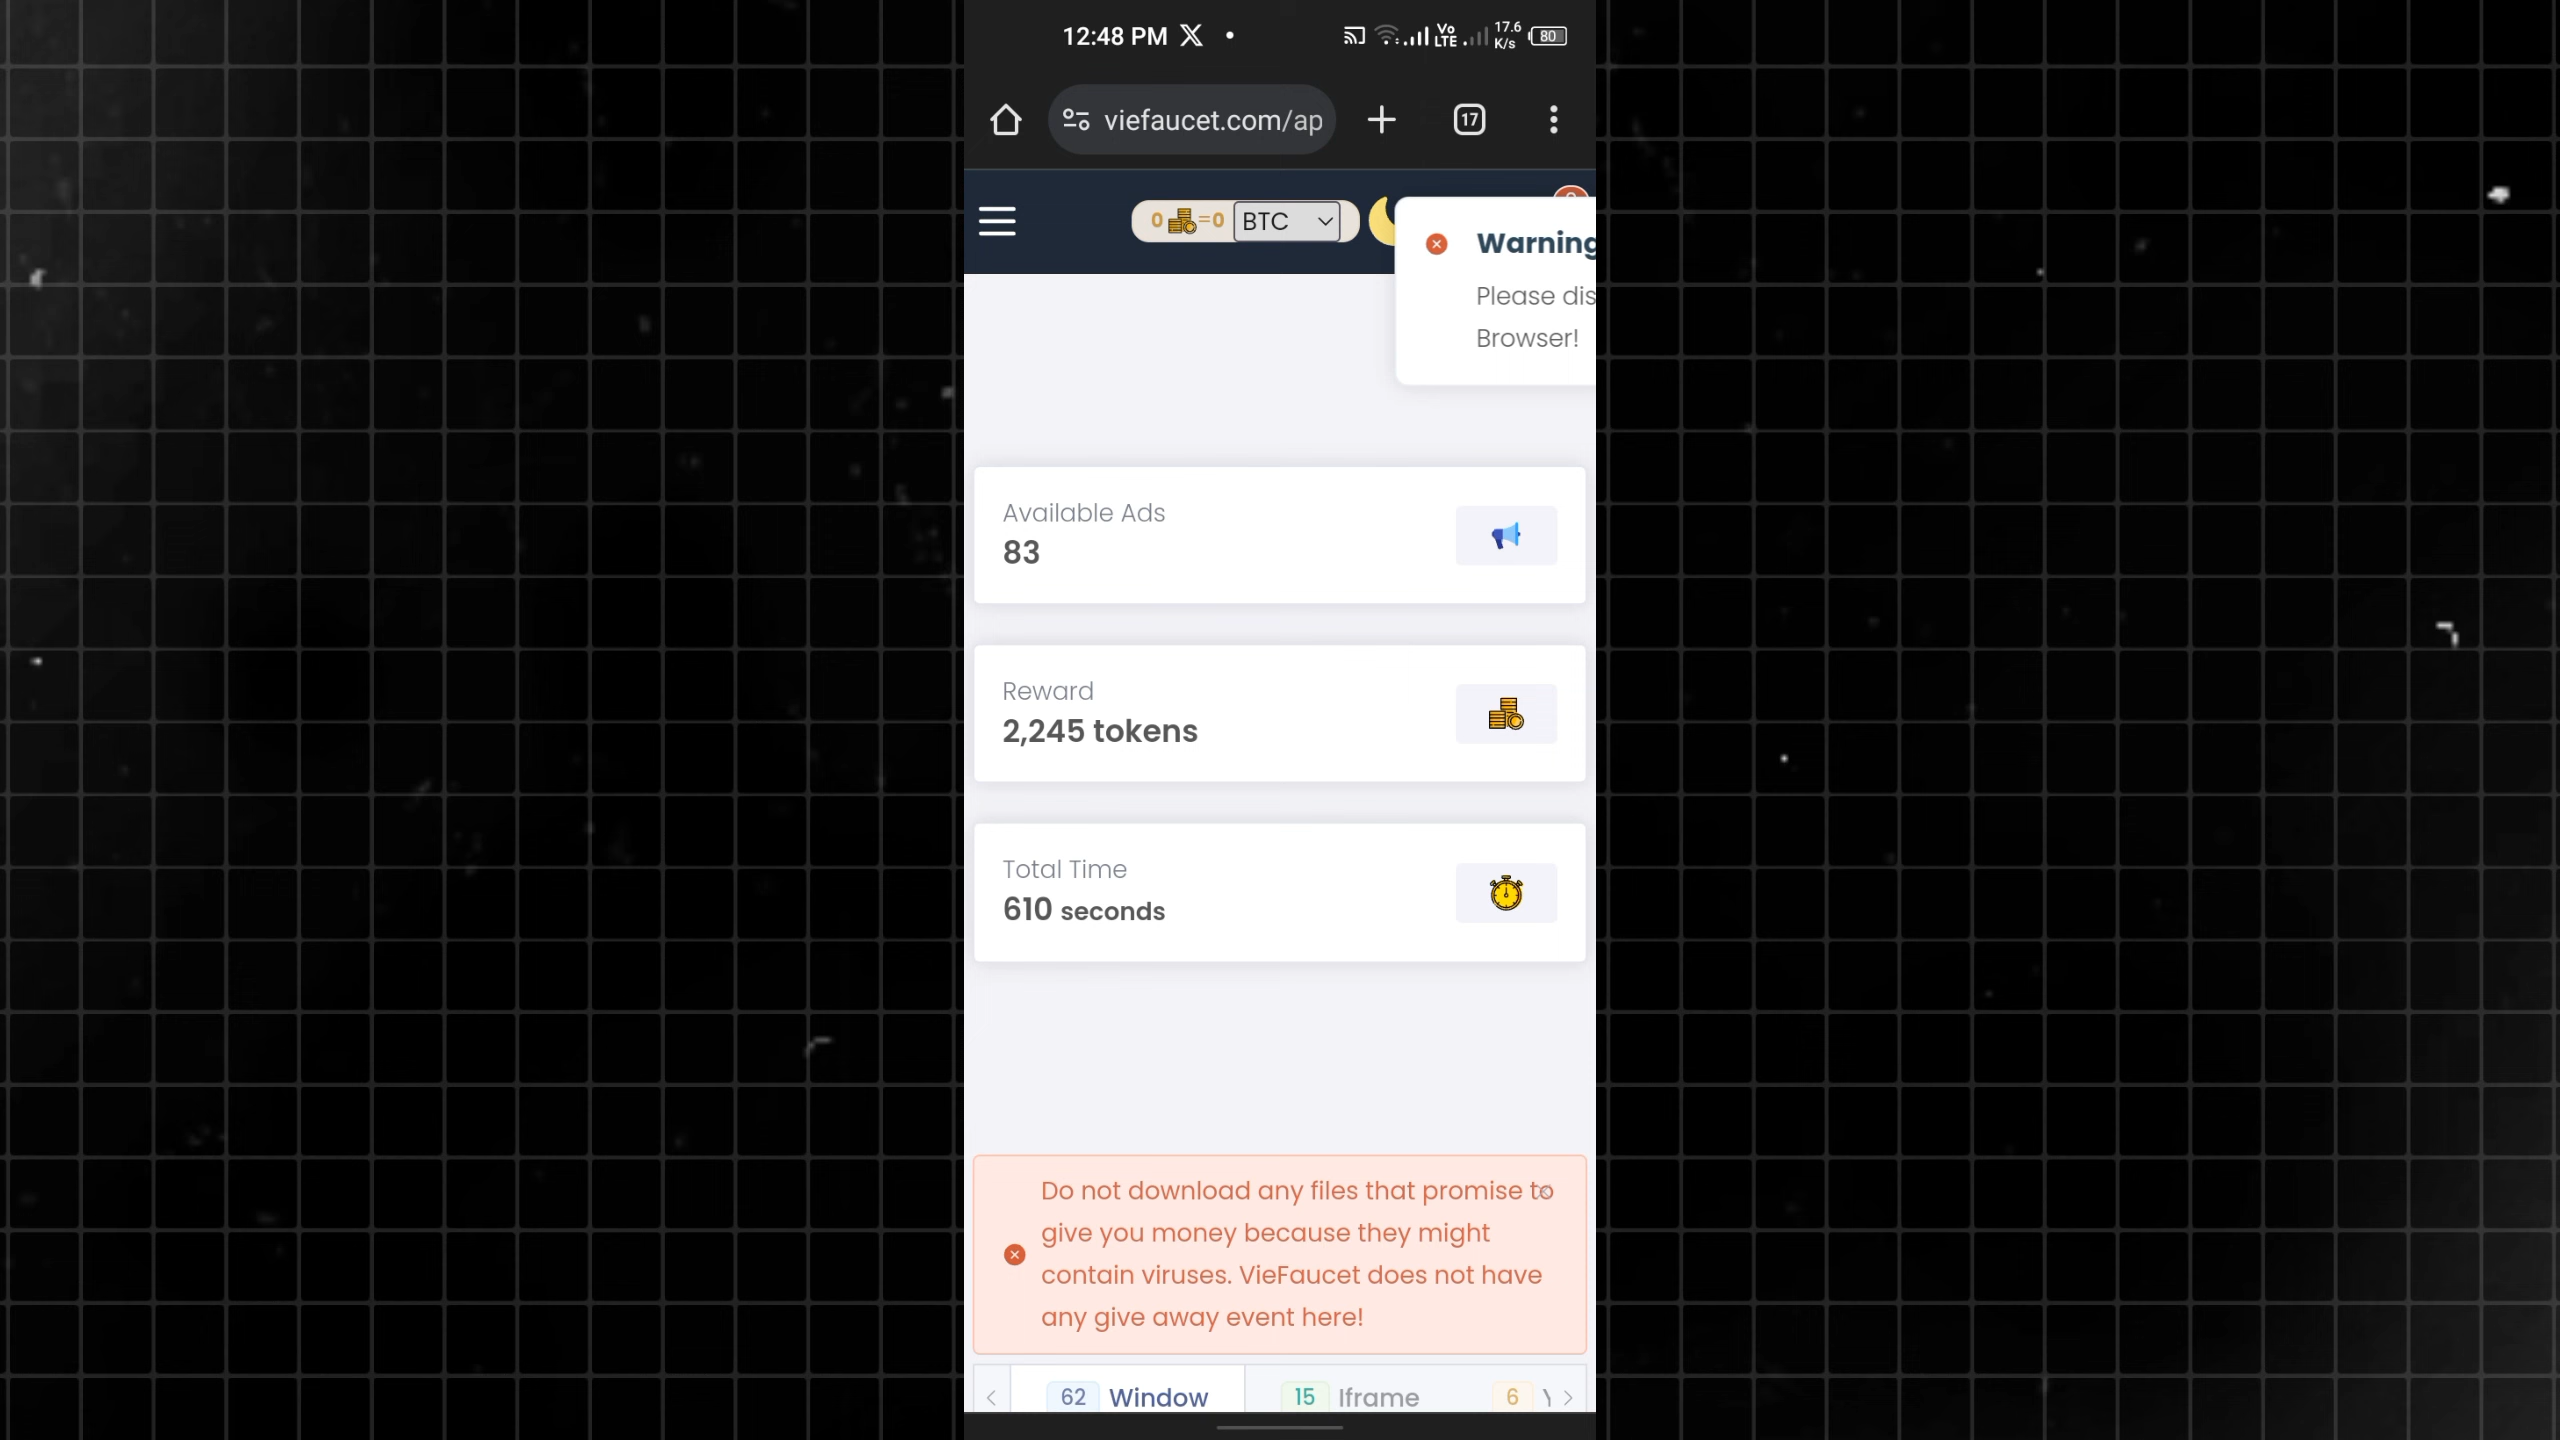 12:48 PM
Vo LTE
17.6 K/s
80
viefaucet.com/ap
17
0 =0 BTC
Warning
Please dis
Browser!
Available Ads
83
Reward
2,245 tokens
Total Time
610 seconds
Do not download any files that promise to
give you money because they might
contain viruses. VieFaucet does not have
any give away event here!
62 Window
15 Iframe
6